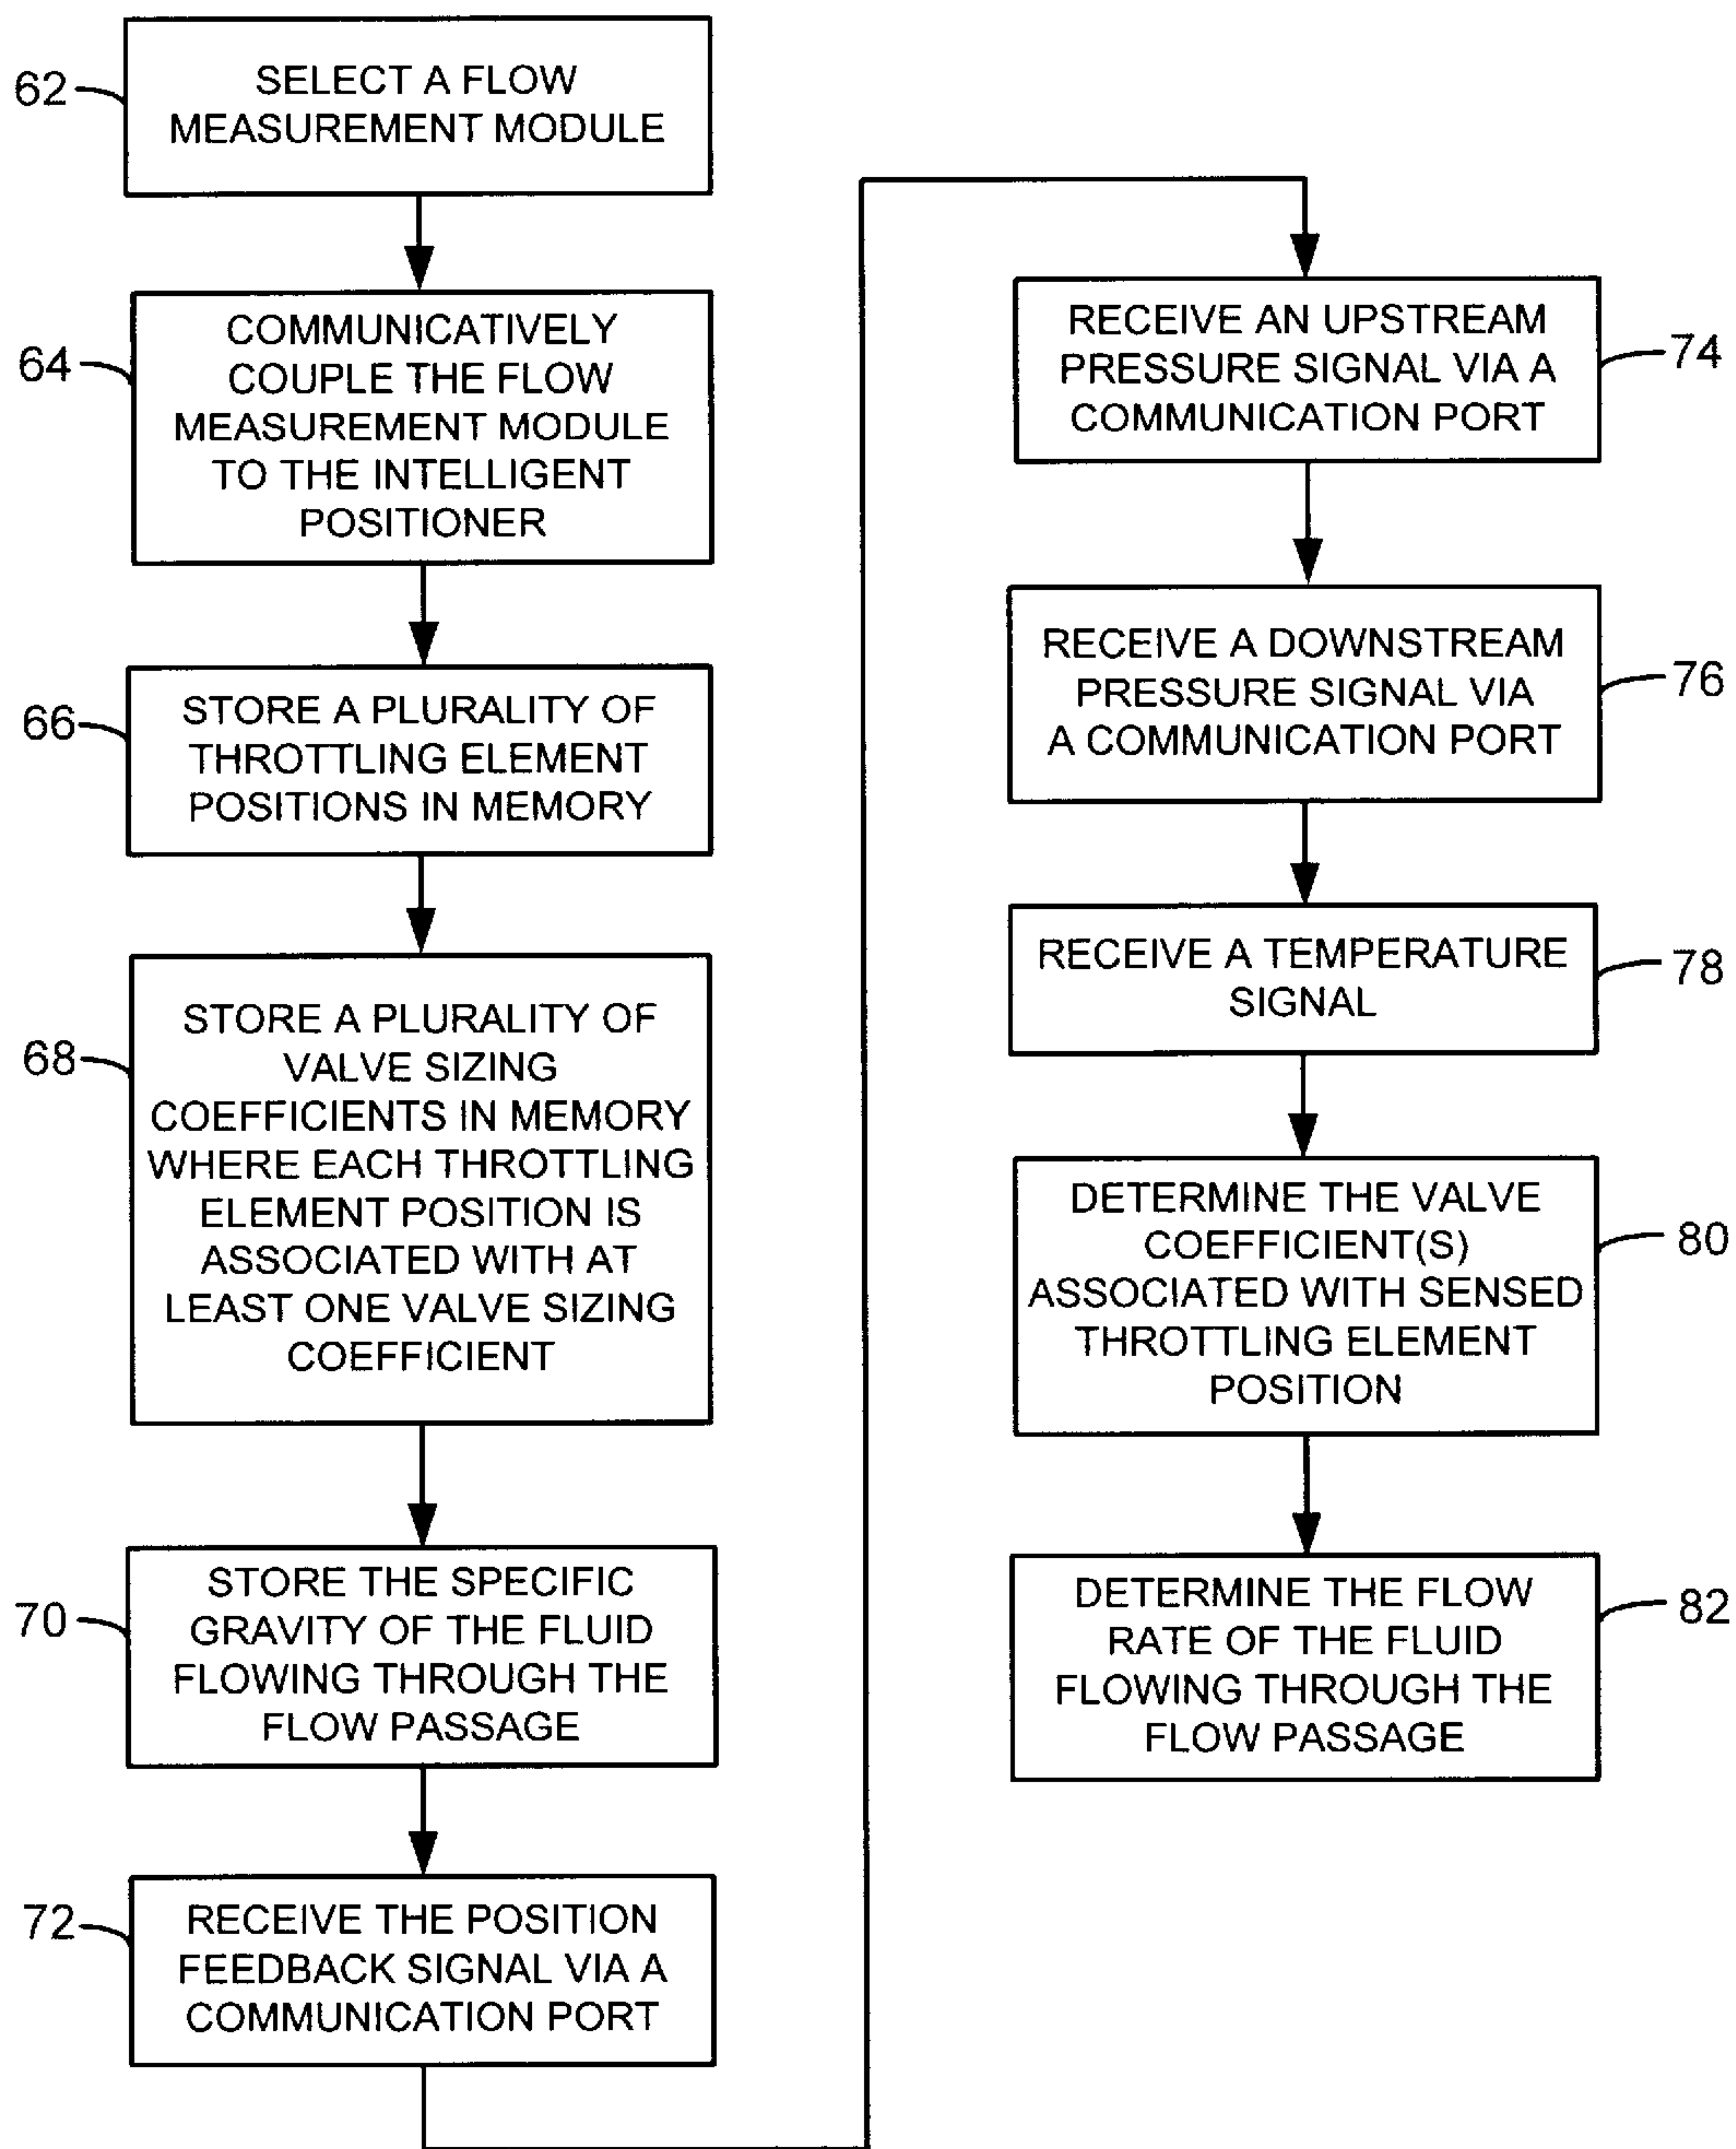 62
SELECT A FLOW
MEASUREMENT MODULE
64
COMMUNICATIVELY
COUPLE THE FLOW
MEASUREMENT MODULE
TO THE INTELLIGENT
POSITIONER
66
STORE A PLURALITY OF
THROTTLING ELEMENT
POSITIONS IN MEMORY
68
STORE A PLURALITY OF
VALVE SIZING
COEFFICIENTS IN MEMORY
WHERE EACH THROTTLING
ELEMENT POSITION IS
ASSOCIATED WITH AT
LEAST ONE VALVE SIZING
COEFFICIENT
70
STORE THE SPECIFIC
GRAVITY OF THE FLUID
FLOWING THROUGH THE
FLOW PASSAGE
72
RECEIVE THE POSITION
FEEDBACK SIGNAL VIA A
COMMUNICATION PORT
RECEIVE AN UPSTREAM
PRESSURE SIGNAL VIA A
COMMUNICATION PORT
74
RECEIVE A DOWNSTREAM
PRESSURE SIGNAL VIA
A COMMUNICATION PORT
76
RECEIVE A TEMPERATURE
SIGNAL
78
DETERMINE THE VALVE
COEFFICIENT(S)
ASSOCIATED WITH SENSED
THROTTLING ELEMENT
POSITION
80
DETERMINE THE FLOW
RATE OF THE FLUID
FLOWING THROUGH THE
FLOW PASSAGE
82